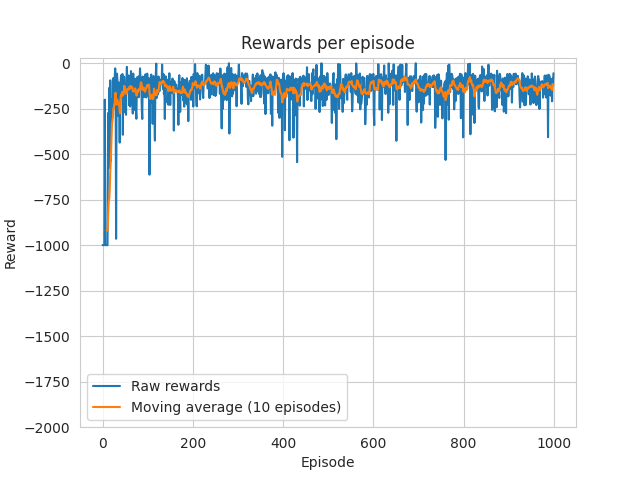 Rewards per episode
0
−250
−500
−750
−1000
−1250
−1500
−1750
−2000
Reward
Raw rewards
Moving average (10 episodes)
0 200 400 600 800 1000
Episode